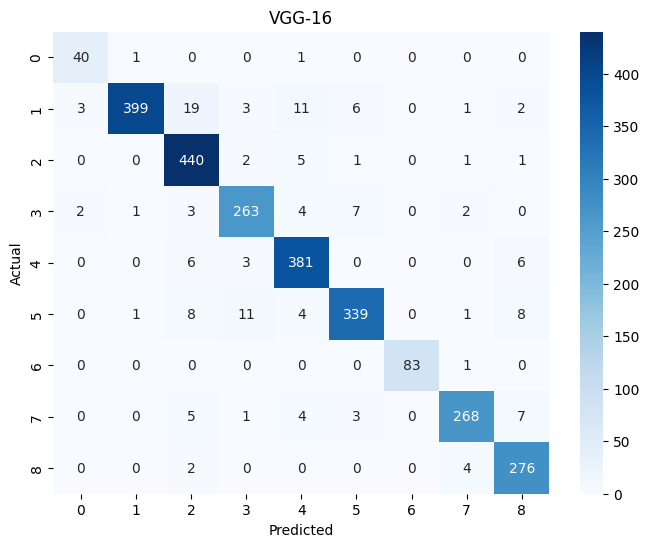 VGG-16
0 40 1 0 0 1 0 0 0 0
1 3 399 19 3 11 6 0 1 2
2 0 0 440 2 5 1 0 1 1
3 2 1 3 263 4 7 0 2 0
4 0 0 6 3 381 0 0 0 6
5 0 1 8 11 4 339 0 1 8
6 0 0 0 0 0 0 83 1 0
7 0 0 5 1 4 3 0 268 7
8 0 0 2 0 0 0 0 4 276
0 1 2 3 4 5 6 7 8
Predicted
Actual
400
350
300
250
200
150
100
50
0